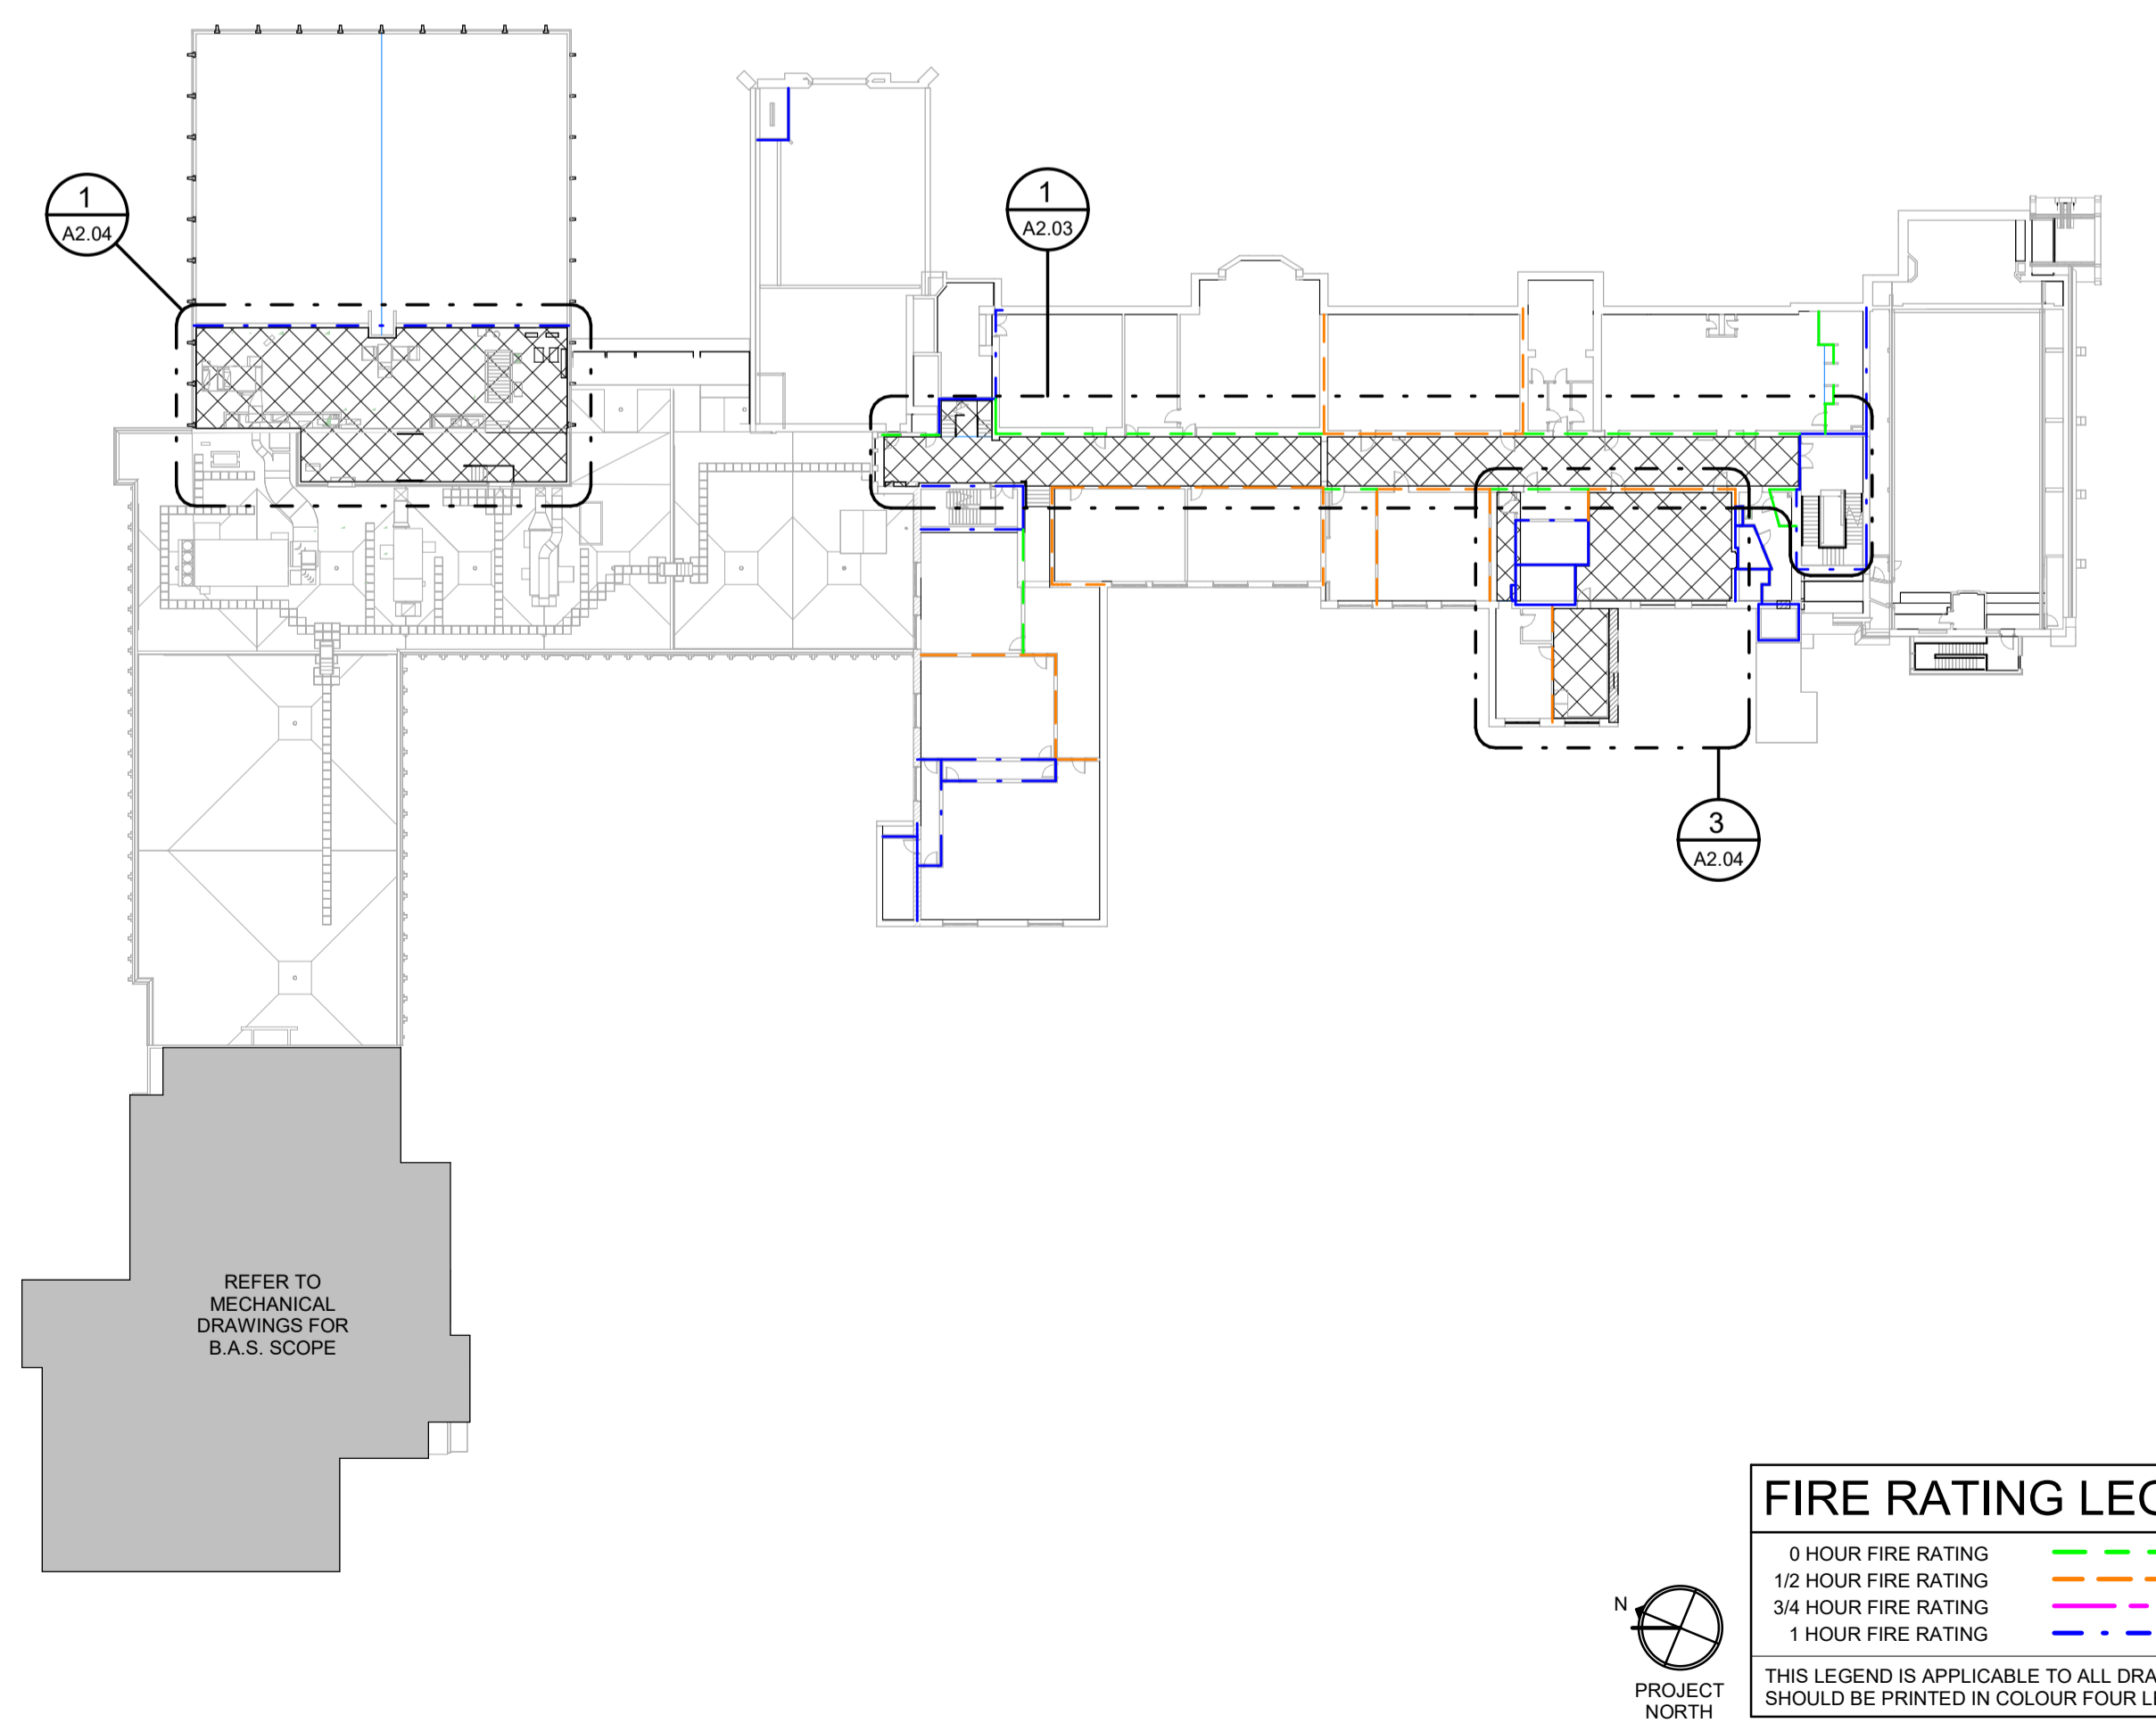 1
A2.04
1
A2.03
3
A2.04
REFER TO
MECHANICAL
DRAWINGS FOR
B.A.S. SCOPE
N
PROJECT
NORTH
FIRE RATING
0 HOUR FIRE RATING
1/2 HOUR FIRE RATING
3/4 HOUR FIRE RATING
1 HOUR FIRE RATING
THIS LEGEND IS APPLICABLE TO ALL
SHOULD BE PRINTED IN COLOUR FOUR